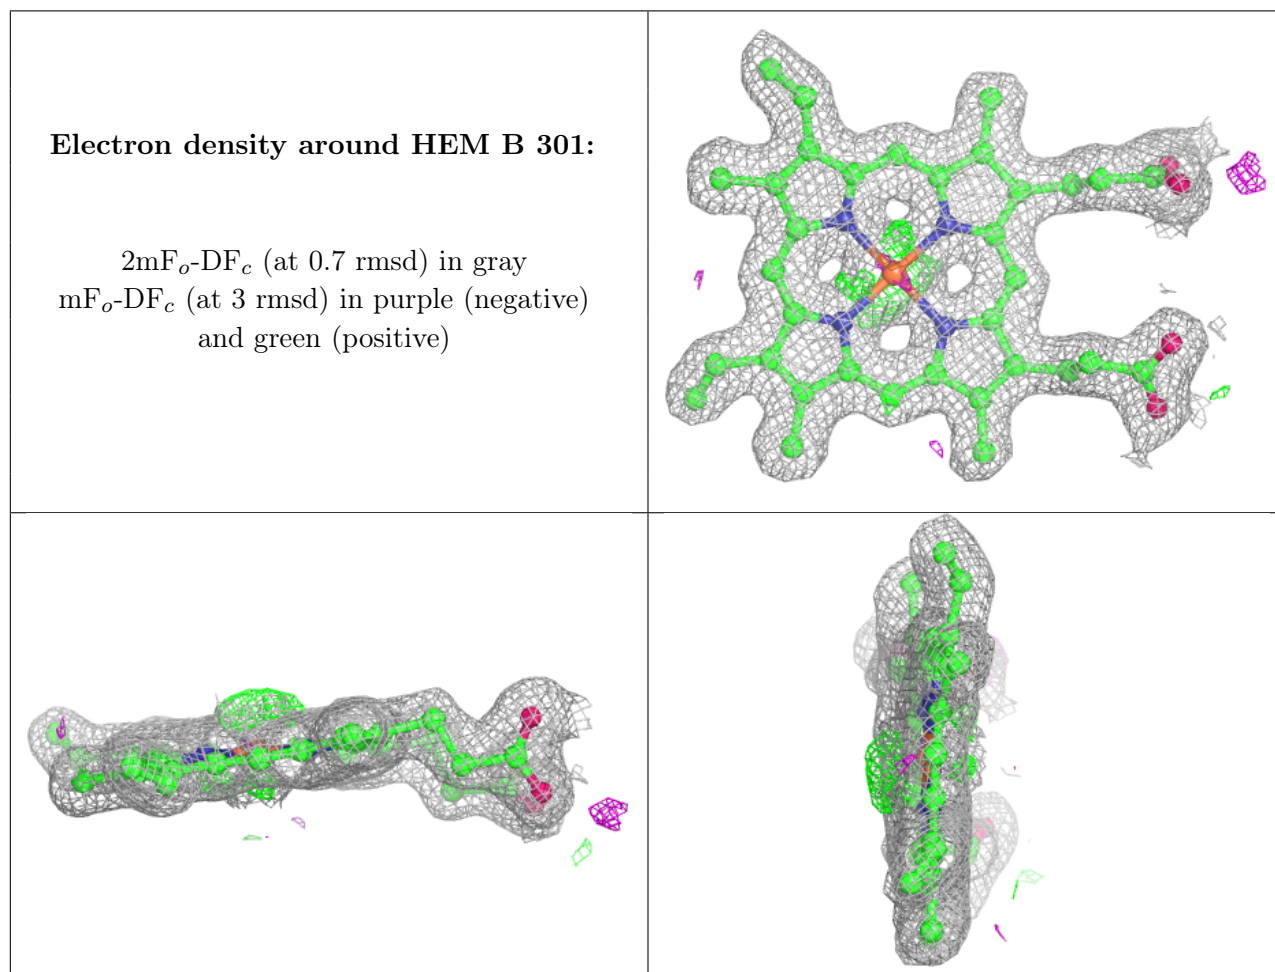 Electron density around HEM B 301:
2mFo-DFc (at 0.7 rmsd) in gray
mFo-DFc (at 3 rmsd) in purple (negative)
and green (positive)